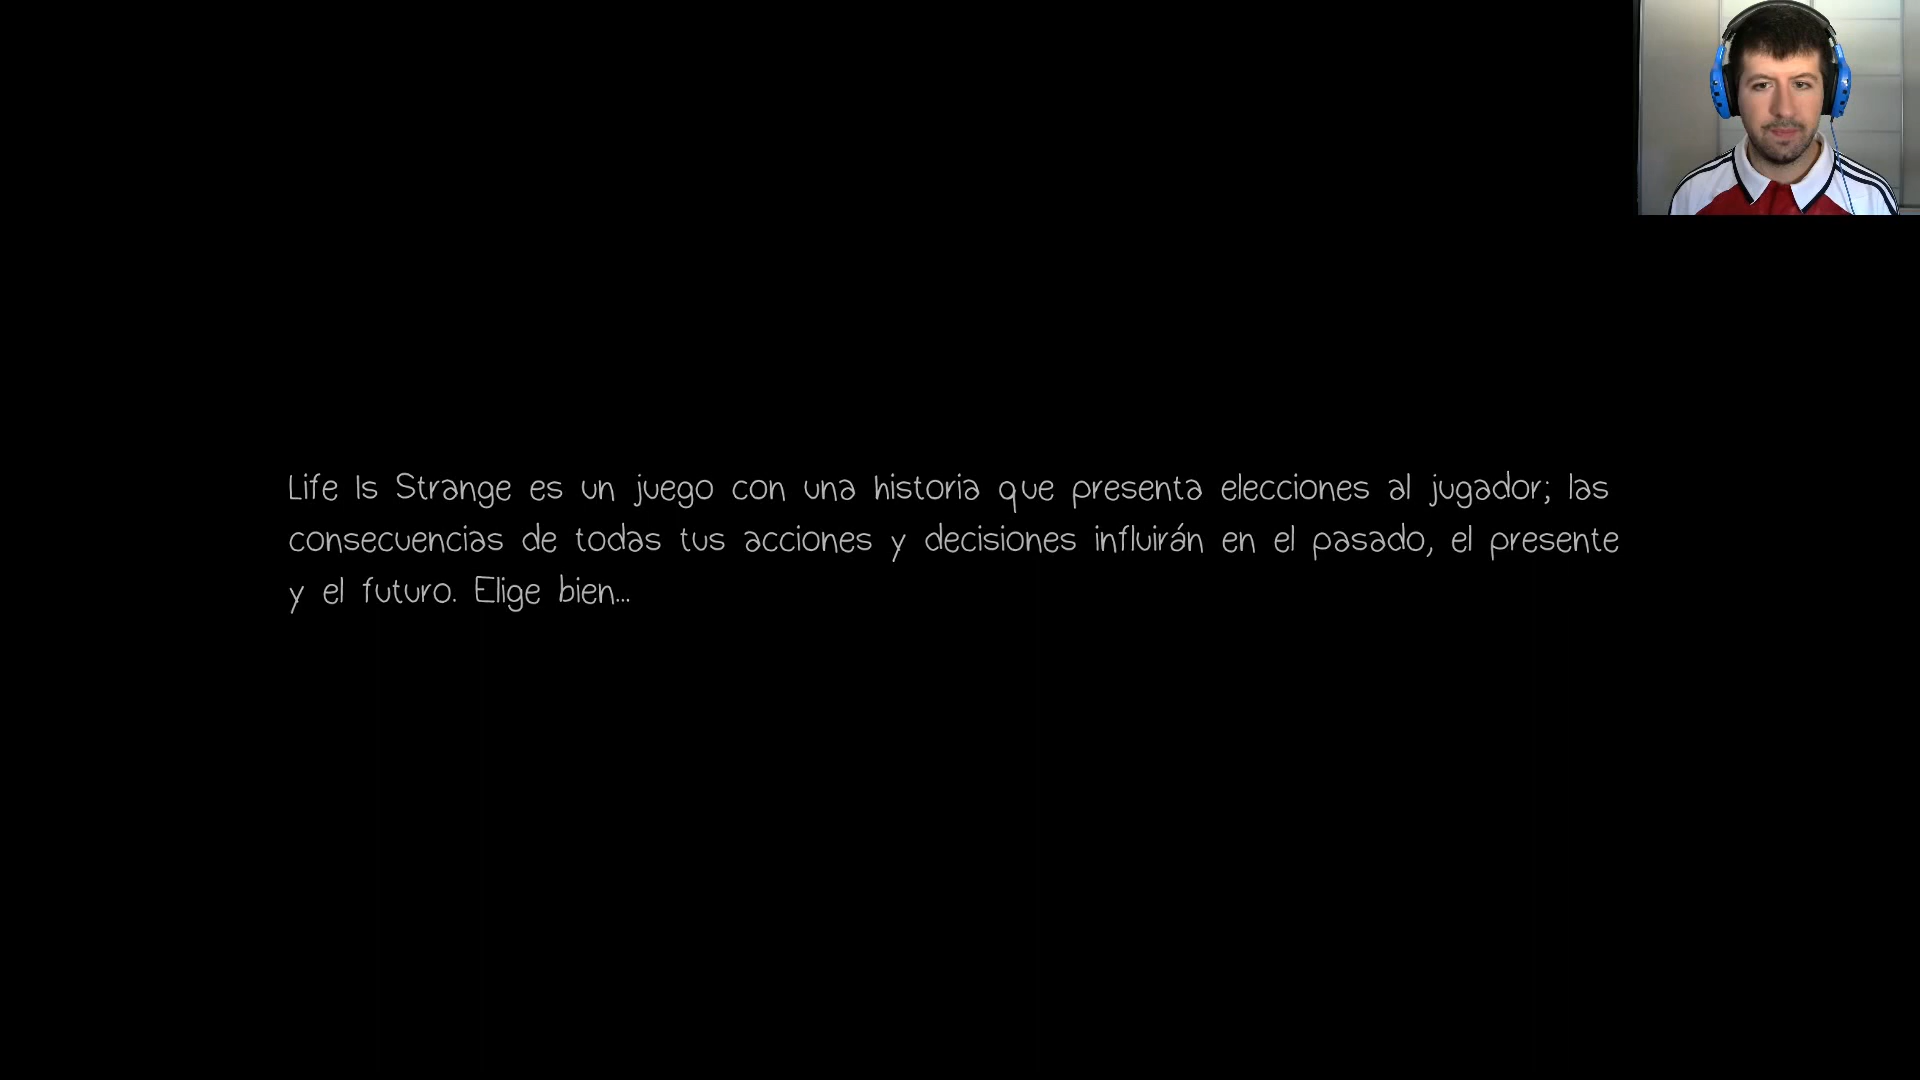 Life Is Strange es un juego con una historia que presenta elecciones al jugador; las
consecuencias de todas tus acciones y decisiones influirán en el pasado, el presente
y el futuro. Elige bien...